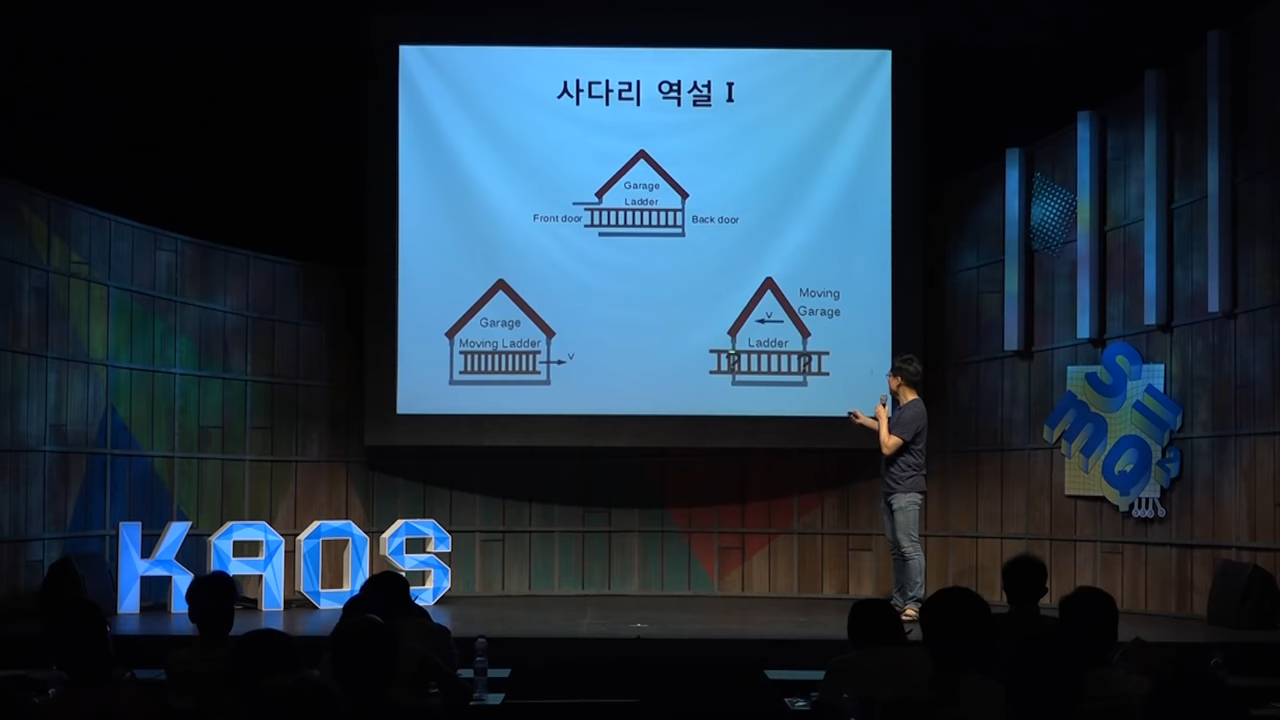 사다리 역설 I
Garage
Ladder
Front door
Back door
Garage
Moving Ladder
v
Moving
Garage
v
Ladder
? ?
KAOS